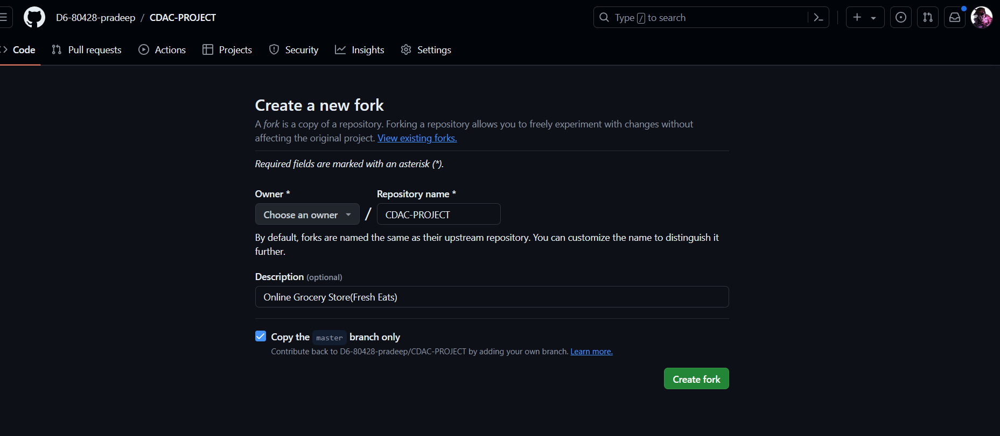 D6-80428-pradeep / CDAC-PROJECT
Type / to search
Code Pull requests Actions Projects Security Insights Settings
Create a new fork
A fork is a copy of a repository. Forking a repository allows you to freely experiment with changes without
affecting the original project. View existing forks.
Required fields are marked with an asterisk (*).
Owner * Repository name *
Choose an owner / CDAC-PROJECT
By default, forks are named the same as their upstream repository. You can customize the name to distinguish it
further.
Description (optional)
Online Grocery Store(Fresh Eats)
Copy the master branch only
Contribute back to D6-80428-pradeep/CDAC-PROJECT by adding your own branch. Learn more.
Create fork